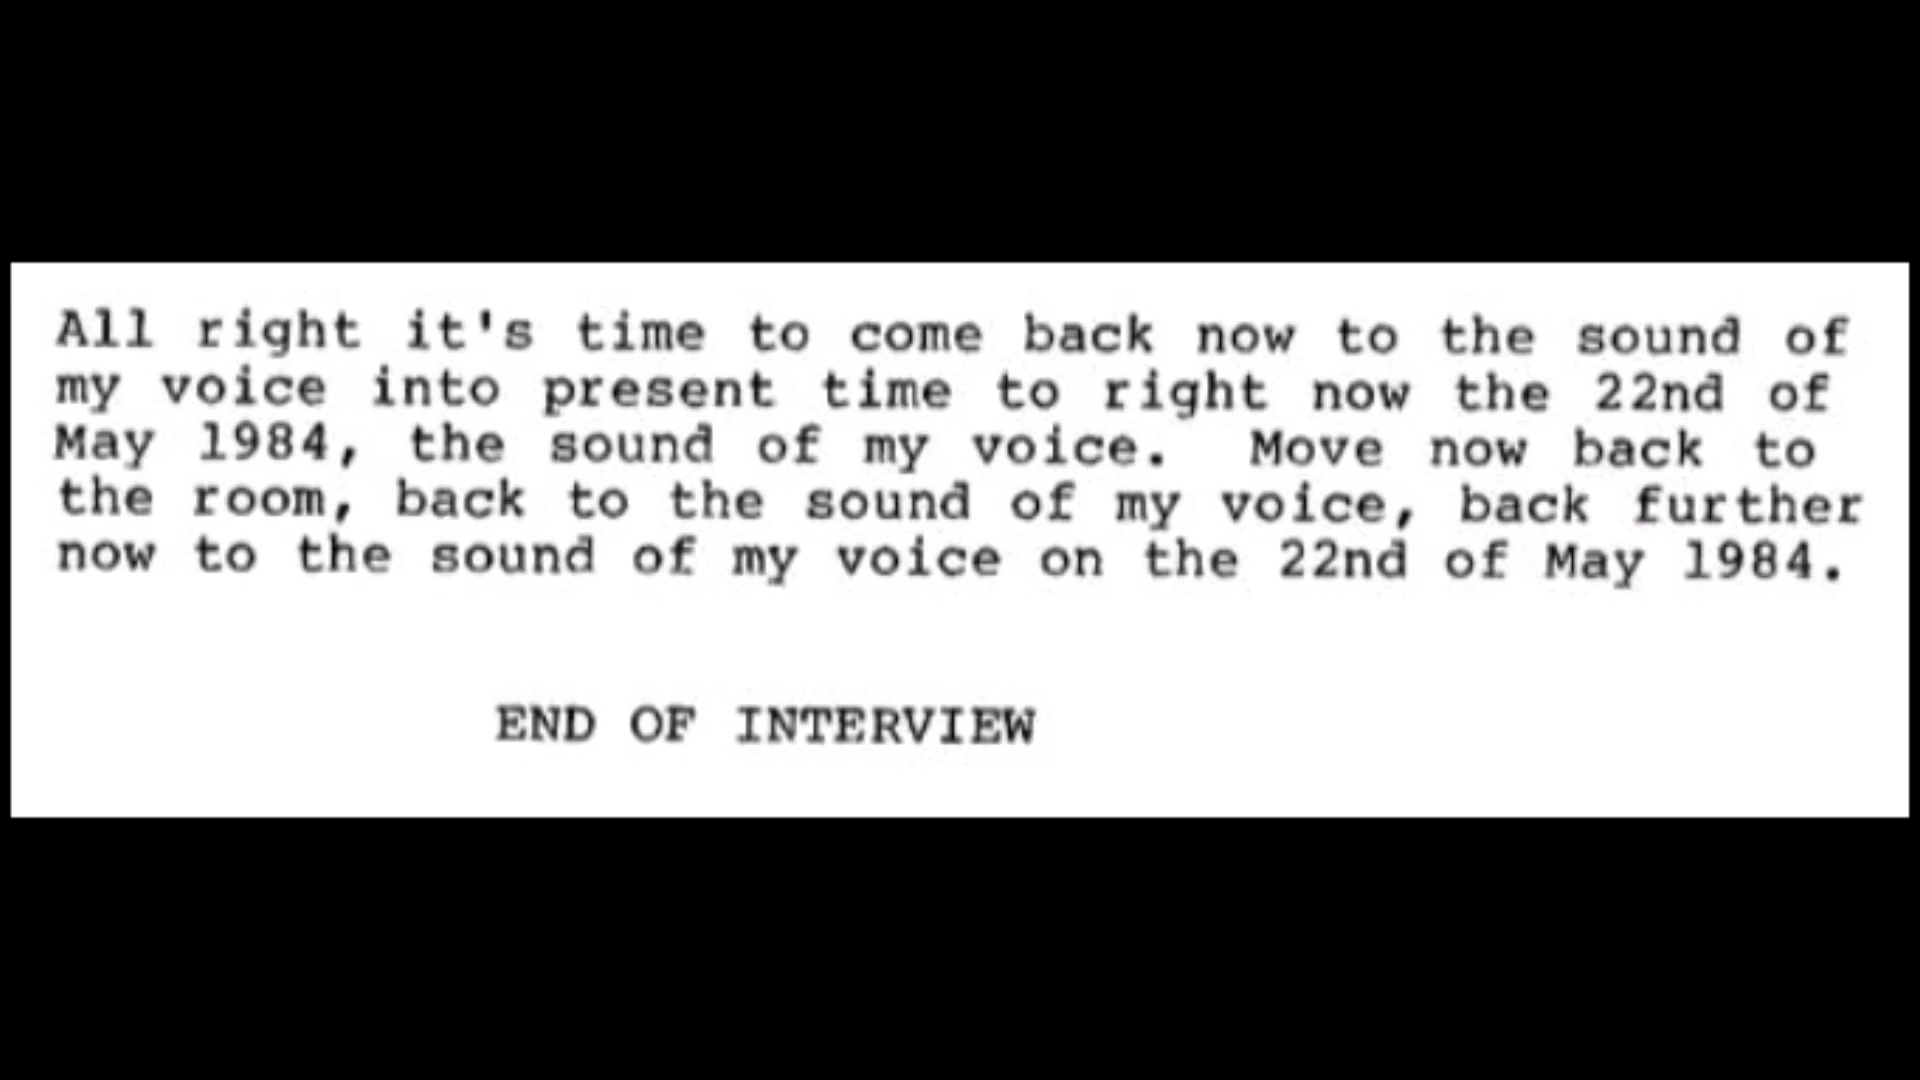 All right it's time to come back now to the sound of
my voice into present time to right now the 22nd of
May 1984, the sound of my voice.  Move now back to
the room, back to the sound of my voice, back further
now to the sound of my voice on the 22nd of May 1984.
END OF INTERVIEW